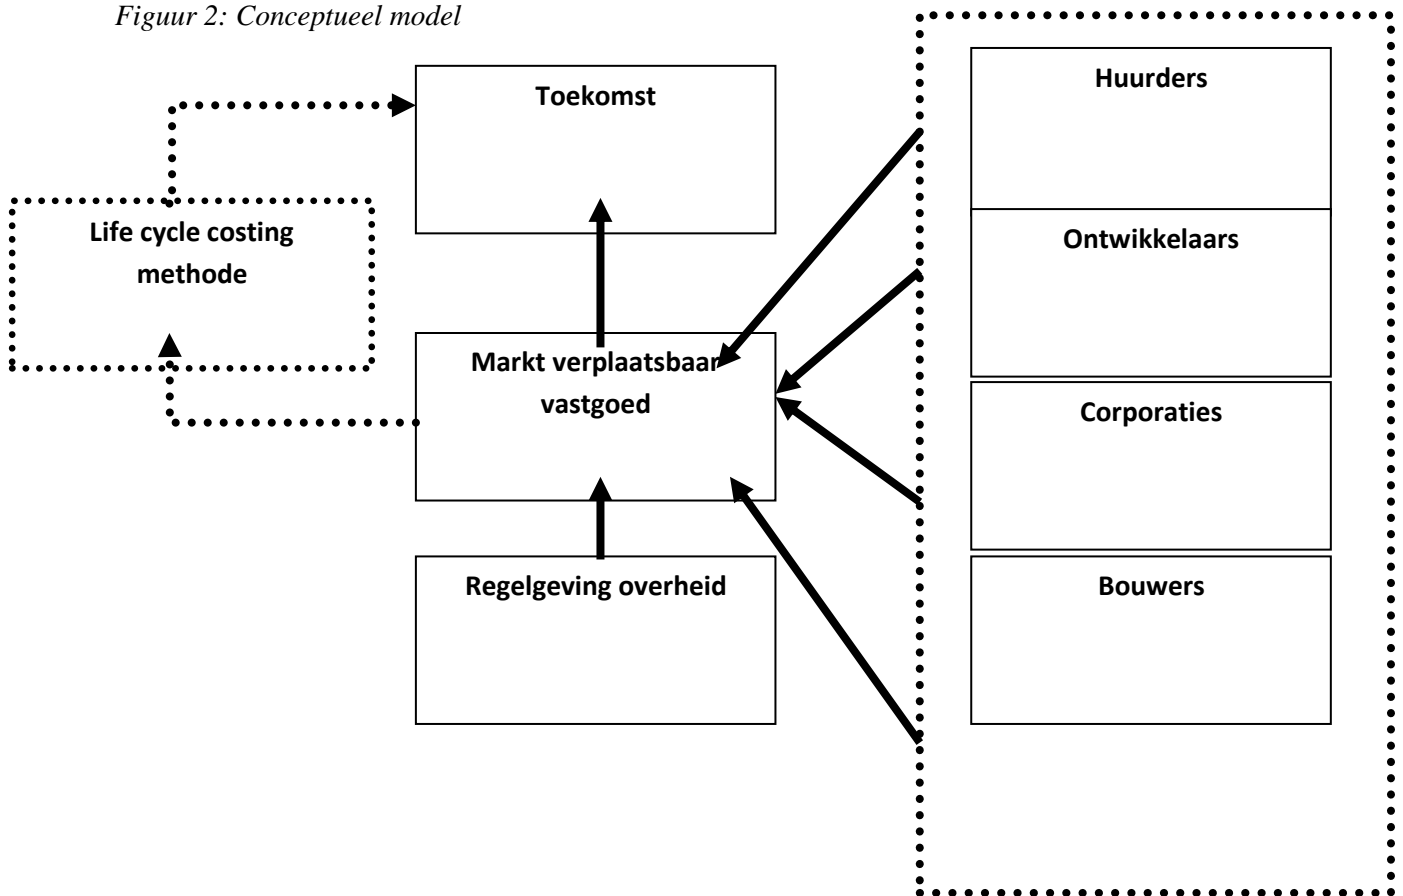 Figuur 2: Conceptueel model
Toekomst
Life cycle costing
methode
Markt verplaatsbaar
vastgoed
Regelgeving overheid
Huurders
Ontwikkelaars
Corporaties
Bouwers